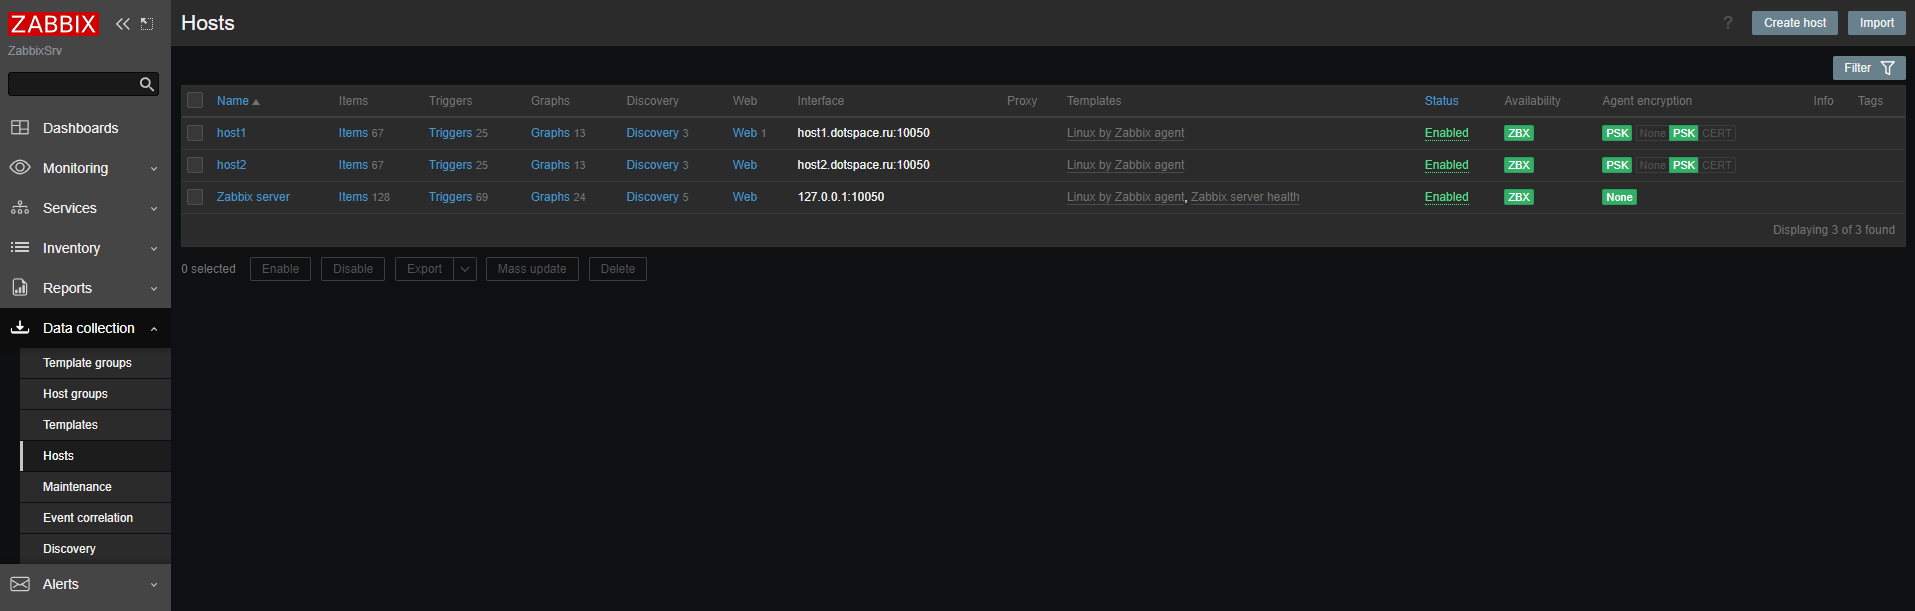 ZABBIX
ZabbixSrv
Dashboards
Monitoring
Services
Inventory
Reports
Data collection
Template groups
Host groups
Templates
Hosts
Maintenance
Event correlation
Discovery
Alerts
Hosts
? Create host Import
Filter
Name Items Triggers Graphs Discovery Web Interface Proxy Templates Status Availability Agent encryption Info Tags
host1 Items 67 Triggers 25 Graphs 13 Discovery 3 Web 1 host1.dotspace.ru:10050 Linux by Zabbix agent Enabled ZBX PSK None PSK CERT
host2 Items 67 Triggers 25 Graphs 13 Discovery 3 Web host2.dotspace.ru:10050 Linux by Zabbix agent Enabled ZBX PSK None PSK CERT
Zabbix server Items 128 Triggers 69 Graphs 24 Discovery 5 Web 127.0.0.1:10050 Linux by Zabbix agent, Zabbix server health Enabled ZBX None
Displaying 3 of 3 found
0 selected Enable Disable Export Mass update Delete